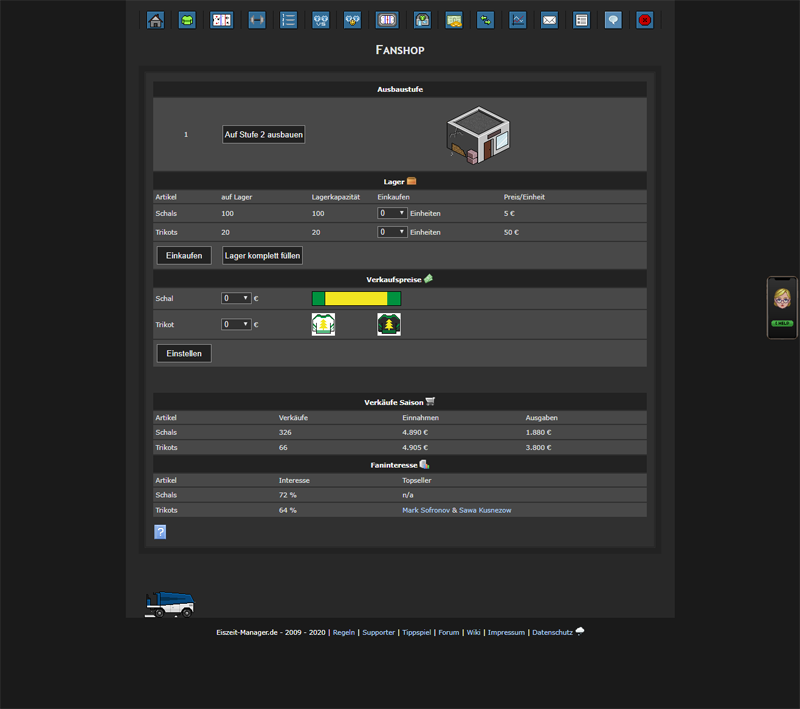 Fanshop
Ausbaustufe
1 Auf Stufe 2 ausbauen
Lager
Artikel auf Lager Lagerkapazität Einkaufen Preis/Einheit
Schals 100 100 0 Einheiten 5 €
Trikots 20 20 0 Einheiten 50 €
Einkaufen Lager komplett füllen
Verkaufspreise
Schal 0 €
Trikot 0 €
Einstellen
Verkäufe Saison
Artikel Verkäufe Einnahmen Ausgaben
Schals 326 4.890 € 1.880 €
Trikots 66 4.905 € 3.800 €
Faninteresse
Artikel Interesse Topseller
Schals 72 % n/a
Trikots 64 % Mark Sofronov & Sawa Kusnezow
?
Eiszeit-Manager.de - 2009 - 2020 | Regeln | Supporter | Tippspiel | Forum | Wiki | Impressum | Datenschutz